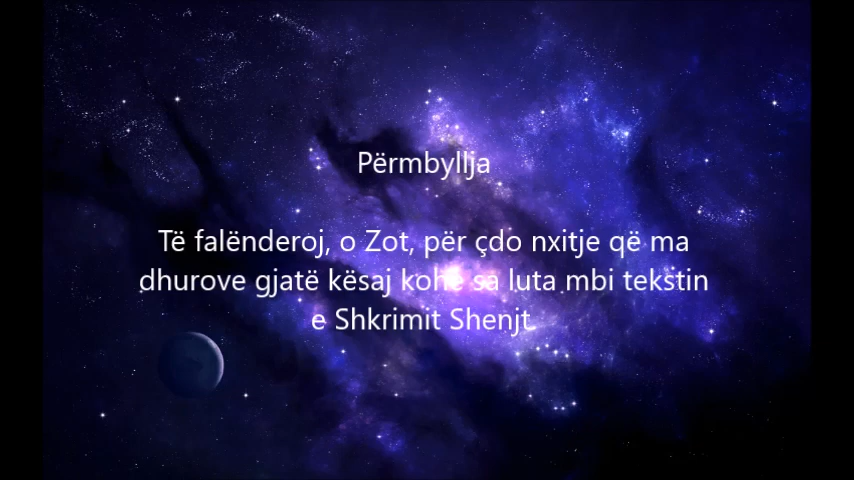 Përmbyllja
Të falënderoj, o Zot, për çdo nxitje që ma
dhurove gjatë kësaj kohe sa luta mbi tekstin
e Shkrimit Shenjt.